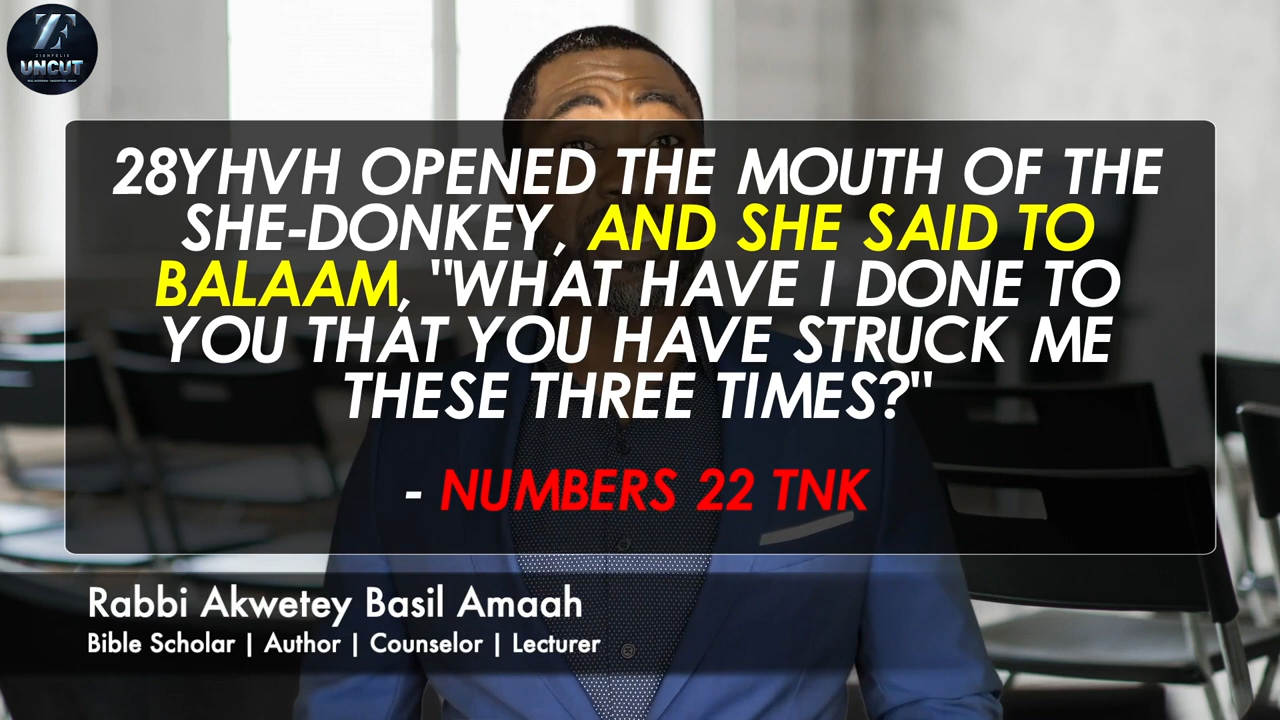 ZF
ZIONFELIX
UNCUT
28YHVH OPENED THE MOUTH OF THE
SHE-DONKEY, AND SHE SAID TO
BALAAM, "WHAT HAVE I DONE TO
YOU THAT YOU HAVE STRUCK ME
THESE THREE TIMES?"
- NUMBERS 22 TNK
Rabbi Akwetey Basil Amaah
Bible Scholar | Author | Counselor | Lecturer